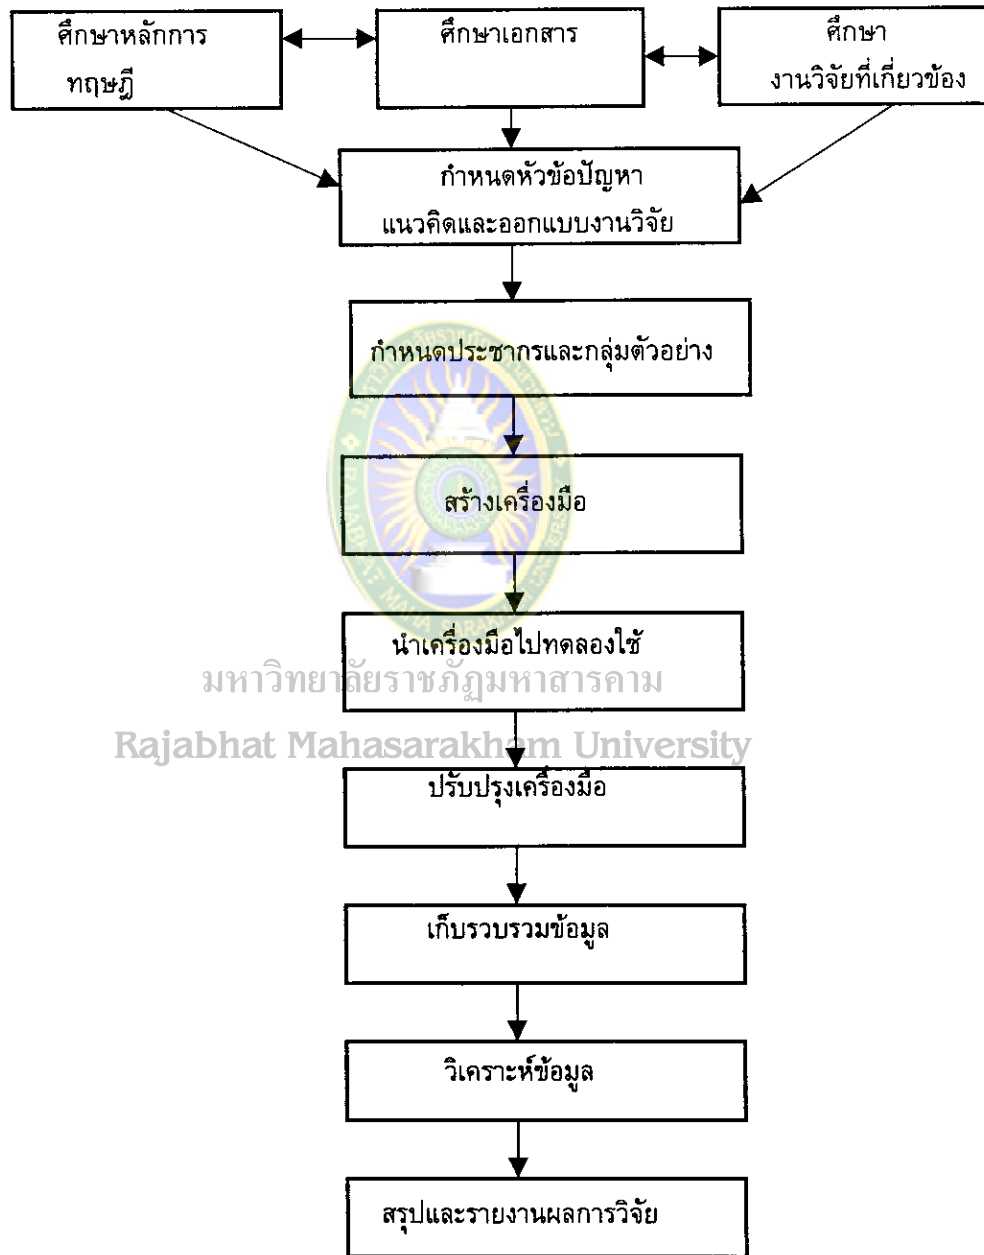 ศึกษาหลักการ
ทฤษฎี
ศึกษาเอกสาร
ศึกษา
งานวิจัยที่เกี่ยวข้อง
กำหนดหัวข้อปัญหา
แนวคิดและออกแบบงานวิจัย
กำหนดประชากรและกลุ่มตัวอย่าง
สร้างเครื่องมือ
นำเครื่องมือไปทดลองใช้
มหาวิทยาลัยราชภัฏมหาสารคาม
Rajabhat Mahasarakham University
ปรับปรุงเครื่องมือ
เก็บรวบรวมข้อมูล
วิเคราะห์ข้อมูล
สรุปและรายงานผลการวิจัย